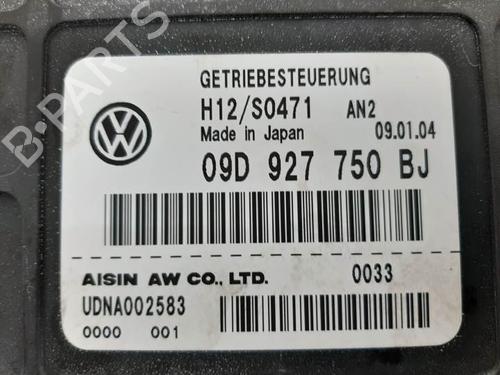 GETRIEBESTEUERUNG
H12/S0471 AN2
Made in Japan 09.01.04
09D 927 750 BJ
AISIN AW CO., LTD. 0033
UDNA002583
0000 001
B-PARTS